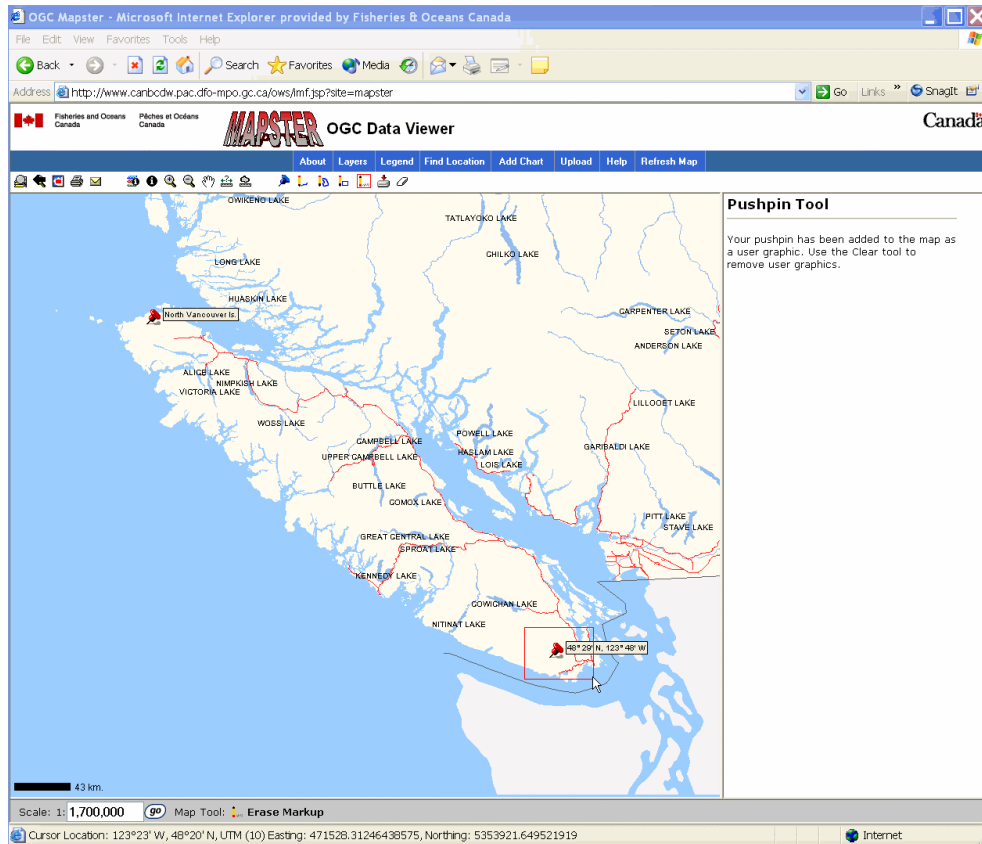 OGC Mapster - Microsoft Internet Explorer provided by Fisheries & Oceans Canada
File Edit View Favorites Tools Help
Back Search Favorites Media
Address http://www.canbcdw.pac.dfo-mpo.gc.ca/ows/imf.jsp?site=mapster Go Links » SnagIt
Fisheries and Oceans Canada Pêches et Océans Canada MAPSTER OGC Data Viewer Canada
About Layers Legend Find Location Add Chart Upload Help Refresh Map
Pushpin Tool
Your pushpin has been added to the map as
a user graphic. Use the Clear tool to
remove user graphics.
OWIKENO LAKE
TATLAYOKO LAKE
CHILKO LAKE
LONG LAKE
HUASKIN LAKE
North Vancouver Is.
CARPENTER LAKE
SETON LAKE
ANDERSON LAKE
ALICE LAKE
NIMPKISH LAKE
VICTORIA LAKE
LILLOOET LAKE
WOSS LAKE
POWELL LAKE
CAMPBELL LAKE
GARIBALDI LAKE
HASLAM LAKE
UPPER CAMPBELL LAKE
LOIS LAKE
BUTTLE LAKE
COMOX LAKE
PITT LAKE
STAVE LAKE
GREAT CENTRAL LAKE
SPROAT LAKE
KENNEDY LAKE
COWICHAN LAKE
NITINAT LAKE
48° 29' N, 123° 48' W
43 km.
Scale: 1: 1,700,000 go Map Tool: Erase Markup
Cursor Location: 123°23' W, 48°20' N, UTM (10) Easting: 471528.31246438575, Northing: 5353921.649521919 Internet